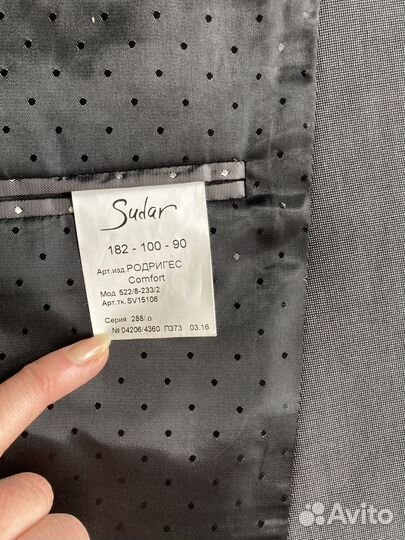 Sudar
182 - 100 - 90
Арт.изд.РОДРИГЕС
Comfort
Мод 522/8-233/2
Арт.тк. SV15106
Серия 288/.о
№ 04206/4360 П373 03.16
Avito